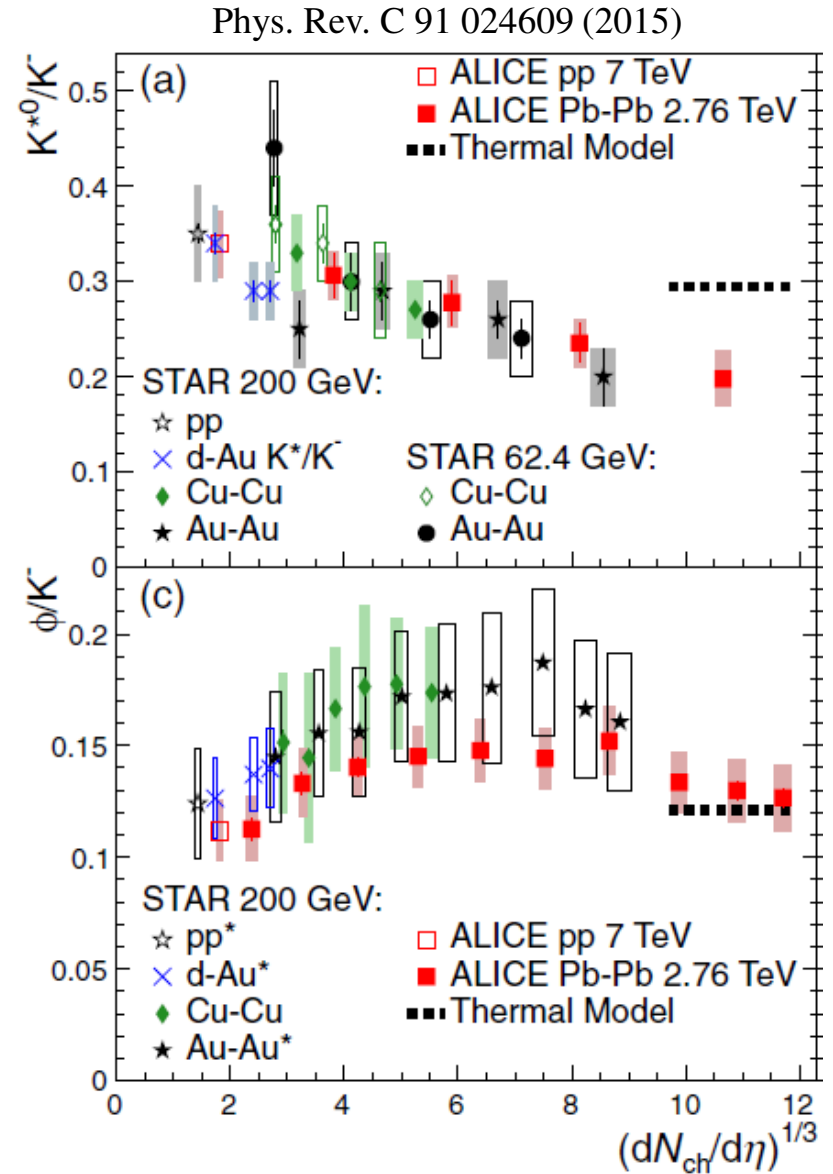 Phys. Rev. C 91 024609 (2015)
(a)
K*0/K-
ALICE pp 7 TeV
ALICE Pb-Pb 2.76 TeV
Thermal Model
0.5
0.4
0.3
0.2
0.1
0
STAR 200 GeV:
pp
d-Au K*/K-
Cu-Cu
Au-Au
STAR 62.4 GeV:
Cu-Cu
Au-Au
(c)
ϕ/K-
0.2
0.15
0.1
0.05
0
STAR 200 GeV:
pp*
d-Au*
Cu-Cu
Au-Au*
ALICE pp 7 TeV
ALICE Pb-Pb 2.76 TeV
Thermal Model
0 2 4 6 8 10 12
(dNch/dη)1/3